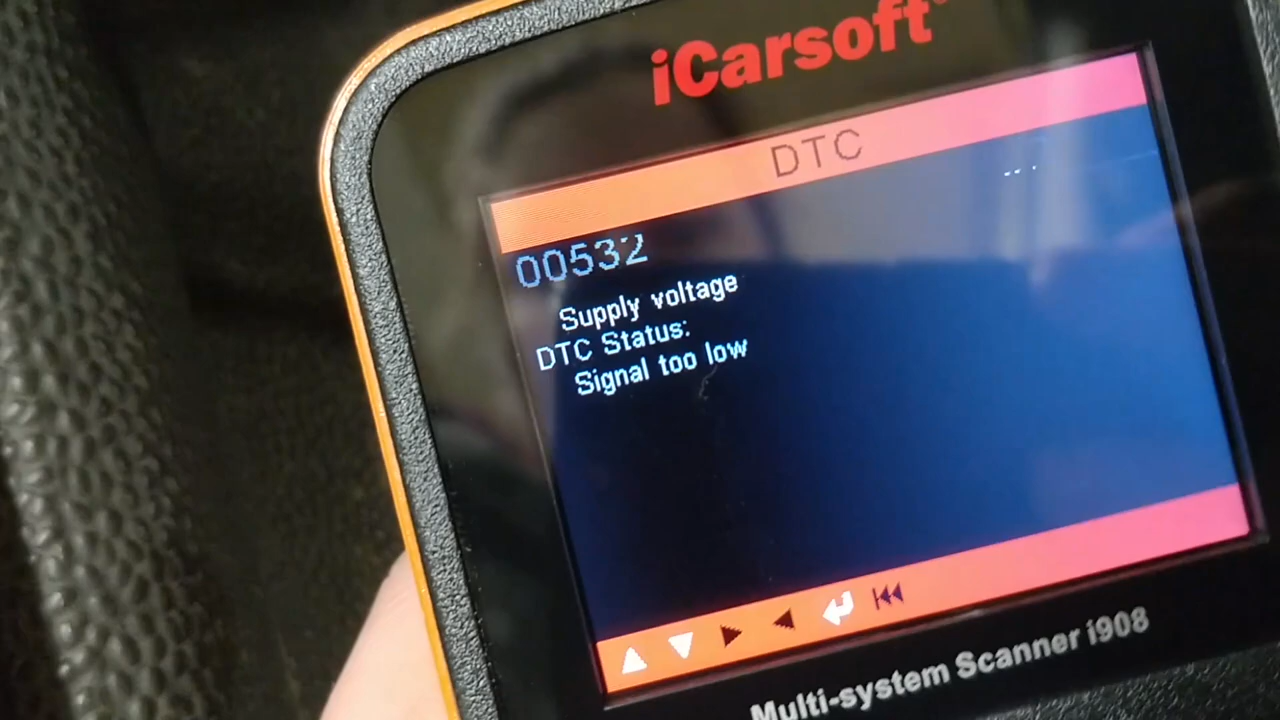 iCarsoft
DTC
...
00532
Supply voltage
DTC Status:
Signal too low
Multi-system Scanner i908